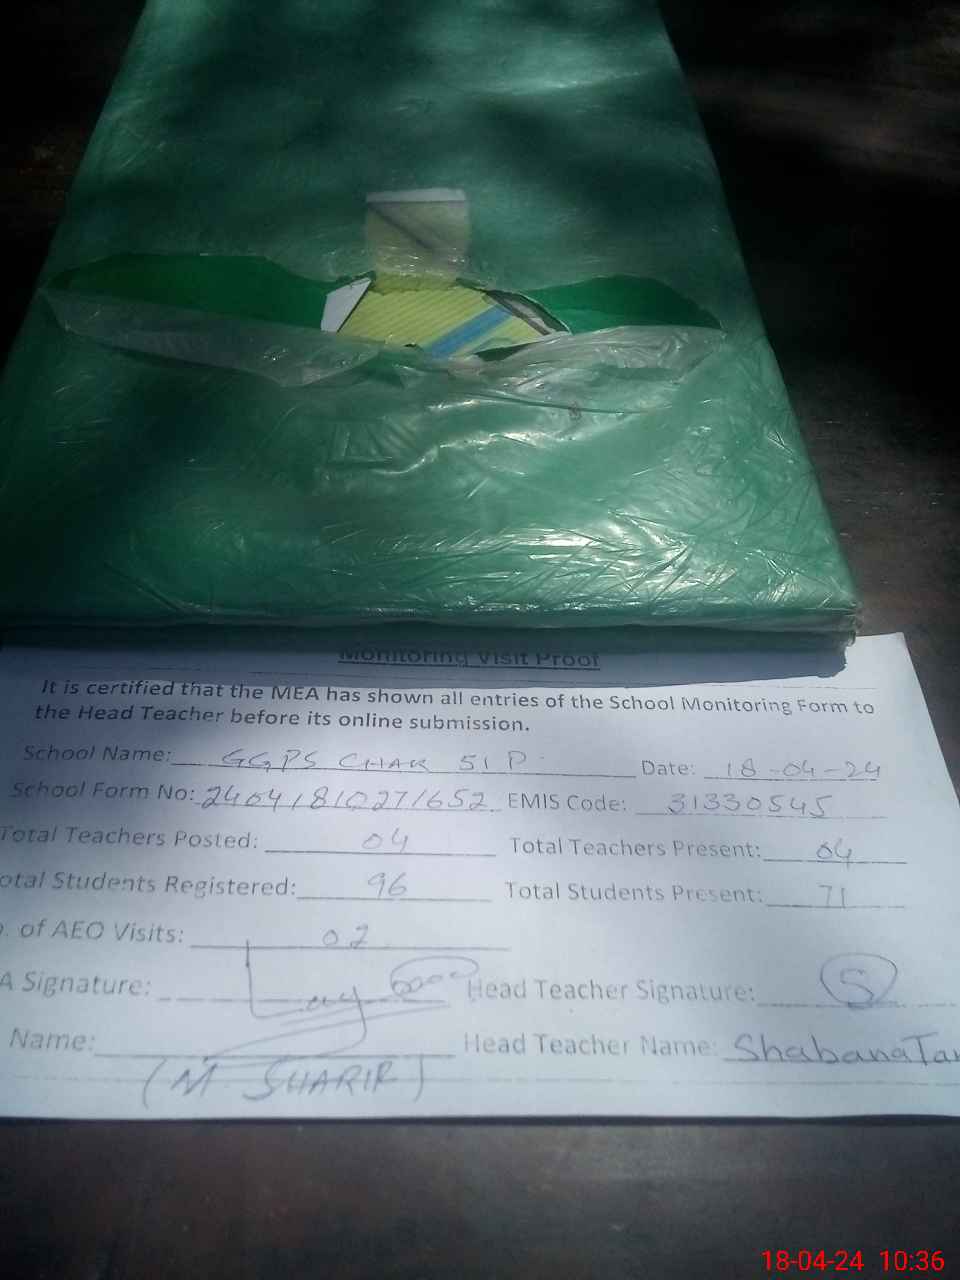 Monitoring Visit Proof
It is certified that the MEA has shown all entries of the School Monitoring Form to
the Head Teacher before its online submission.
School Name: GGPS CHAK 51 P Date: 18-04-24
School Form No: 24041810271652 EMIS Code: 31330545
Total Teachers Posted: 04 Total Teachers Present: 04
otal Students Registered: 96 Total Students Present: 71
. of AEO Visits: 02
A Signature: Head Teacher Signature: S
Name: Head Teacher Name: Shabana Tar
(M SHARIF)
18-04-24 10:36